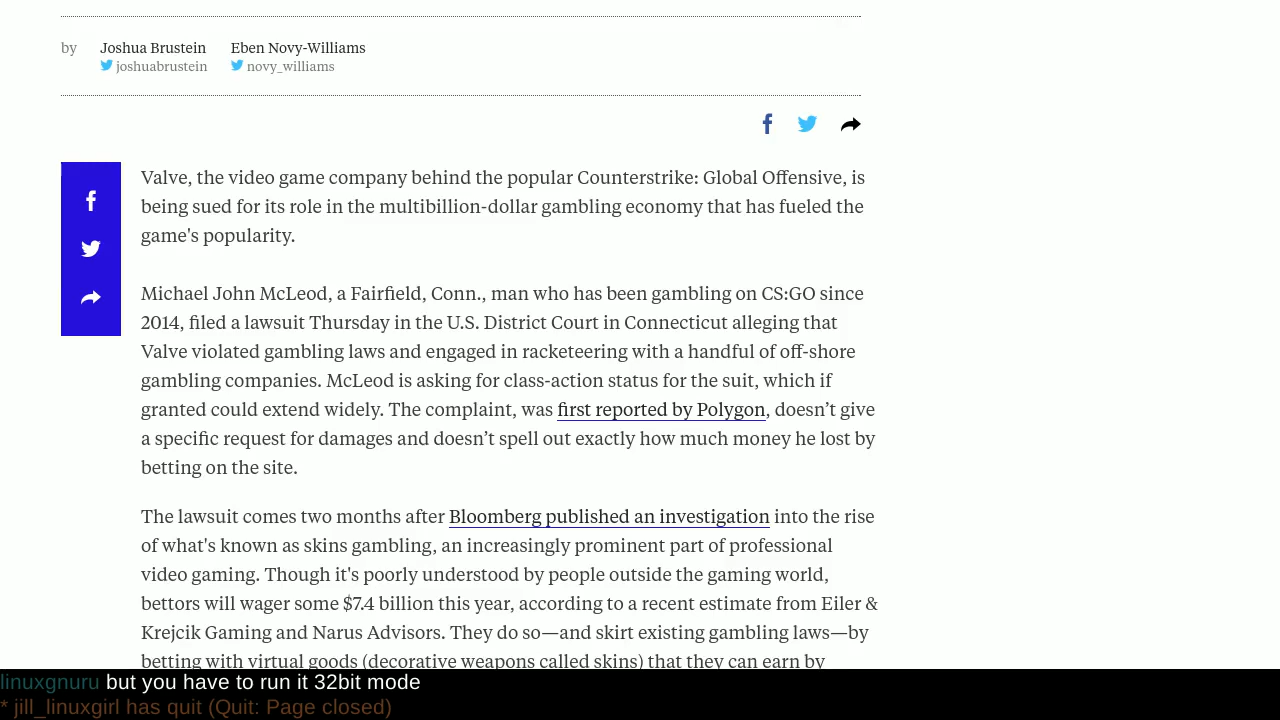 by Joshua Brustein Eben Novy-Williams
joshuabrustein novy_williams
Valve, the video game company behind the popular Counterstrike: Global Offensive, is
being sued for its role in the multibillion-dollar gambling economy that has fueled the
game's popularity.
Michael John McLeod, a Fairfield, Conn., man who has been gambling on CS:GO since
2014, filed a lawsuit Thursday in the U.S. District Court in Connecticut alleging that
Valve violated gambling laws and engaged in racketeering with a handful of off-shore
gambling companies. McLeod is asking for class-action status for the suit, which if
granted could extend widely. The complaint, was first reported by Polygon, doesn’t give
a specific request for damages and doesn’t spell out exactly how much money he lost by
betting on the site.
The lawsuit comes two months after Bloomberg published an investigation into the rise
of what's known as skins gambling, an increasingly prominent part of professional
video gaming. Though it's poorly understood by people outside the gaming world,
bettors will wager some $7.4 billion this year, according to a recent estimate from Eiler &
Krejcik Gaming and Narus Advisors. They do so—and skirt existing gambling laws—by
betting with virtual goods (decorative weapons called skins) that they can earn by
linuxgnuru but you have to run it 32bit mode
* jill_linuxgirl has quit (Quit: Page closed)